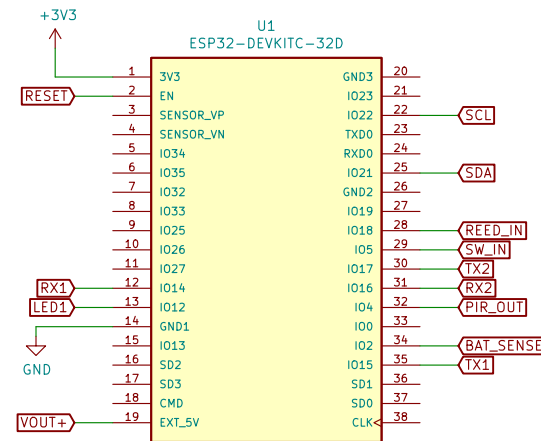 +3V3
U1
ESP32-DEVKITC-32D
1 3V3 GND3 20
RESET 2 EN IO23 21
3 SENSOR_VP IO22 22 SCL
4 SENSOR_VN TXD0 23
5 IO34 RXD0 24
6 IO35 IO21 25 SDA
7 IO32 GND2 26
8 IO33 IO19 27
9 IO25 IO18 28 REED_IN
10 IO26 IO5 29 SW_IN
11 IO27 IO17 30 TX2
RX1 12 IO14 IO16 31 RX2
LED1 13 IO12 IO4 32 PIR_OUT
14 GND1 IO0 33
15 IO13 IO2 34 BAT_SENSE
GND 16 SD2 IO15 35 TX1
17 SD3 SD1 36
18 CMD SD0 37
VOUT+ 19 EXT_5V CLK 38